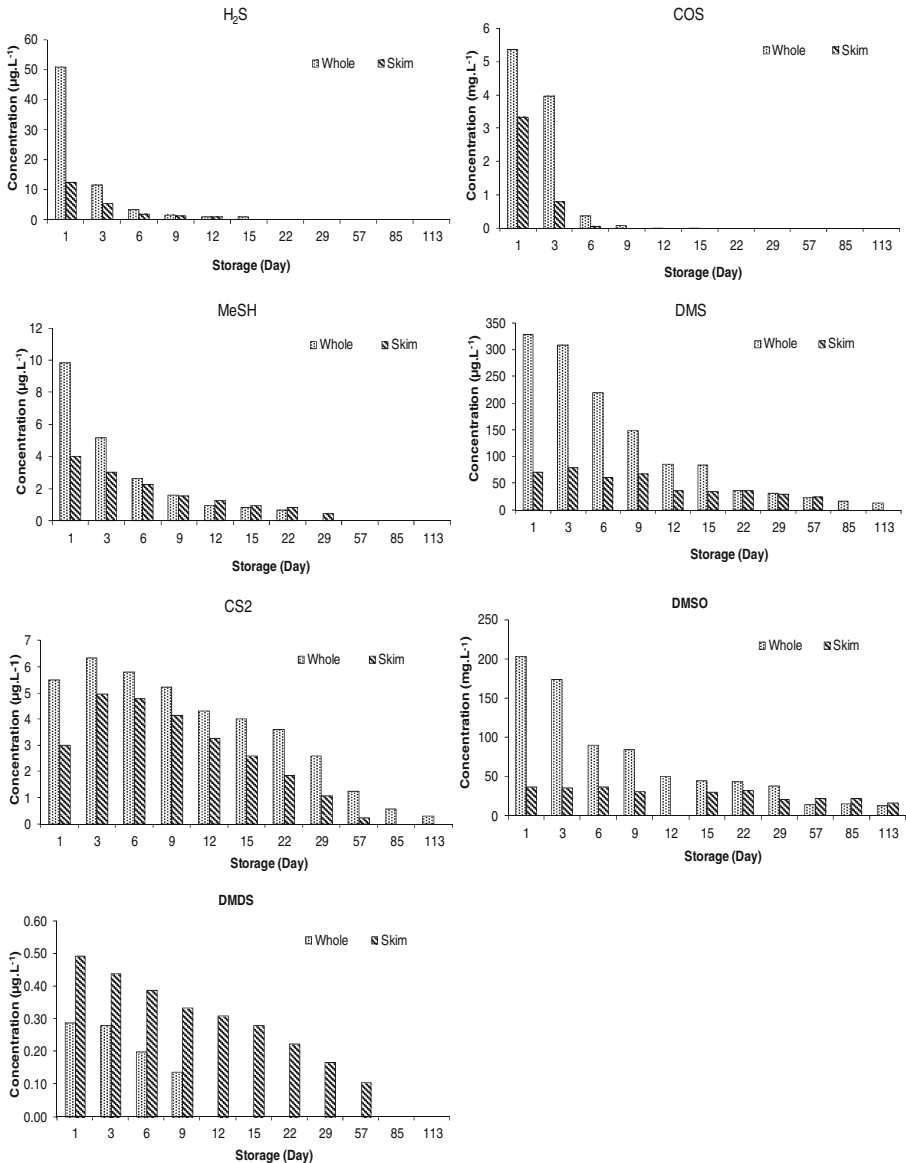 H₂S
Concentration (µg.L⁻¹)
60
50
40
30
20
10
0
Whole Skim
1 3 6 9 12 15 22 29 57 85 113
Storage (Day)
COS
Concentration (mg.L⁻¹)
6
5
4
3
2
1
0
Whole Skim
1 3 6 9 12 15 22 29 57 85 113
Storage (Day)
MeSH
Concentration (µg.L⁻¹)
12
10
8
6
4
2
0
Whole Skim
1 3 6 9 12 15 22 29 57 85 113
Storage (Day)
DMS
Concentration (µg.L⁻¹)
350
300
250
200
150
100
50
0
Whole Skim
1 3 6 9 12 15 22 29 57 85 113
Storage (Day)
CS2
Concentration (µg.L-1)
7
6
5
4
3
2
1
0
Whole Skim
1 3 6 9 12 15 22 29 57 85 113
Storage (Day)
DMSO
Concentration (mg.L⁻¹)
250
200
150
100
50
0
Whole Skim
1 3 6 9 12 15 22 29 57 85 113
Storage (Day)
DMDS
Concentration (µg.L⁻¹)
0.60
0.50
0.40
0.30
0.20
0.10
0.00
Whole Skim
1 3 6 9 12 15 22 29 57 85 113
Storage (Day)